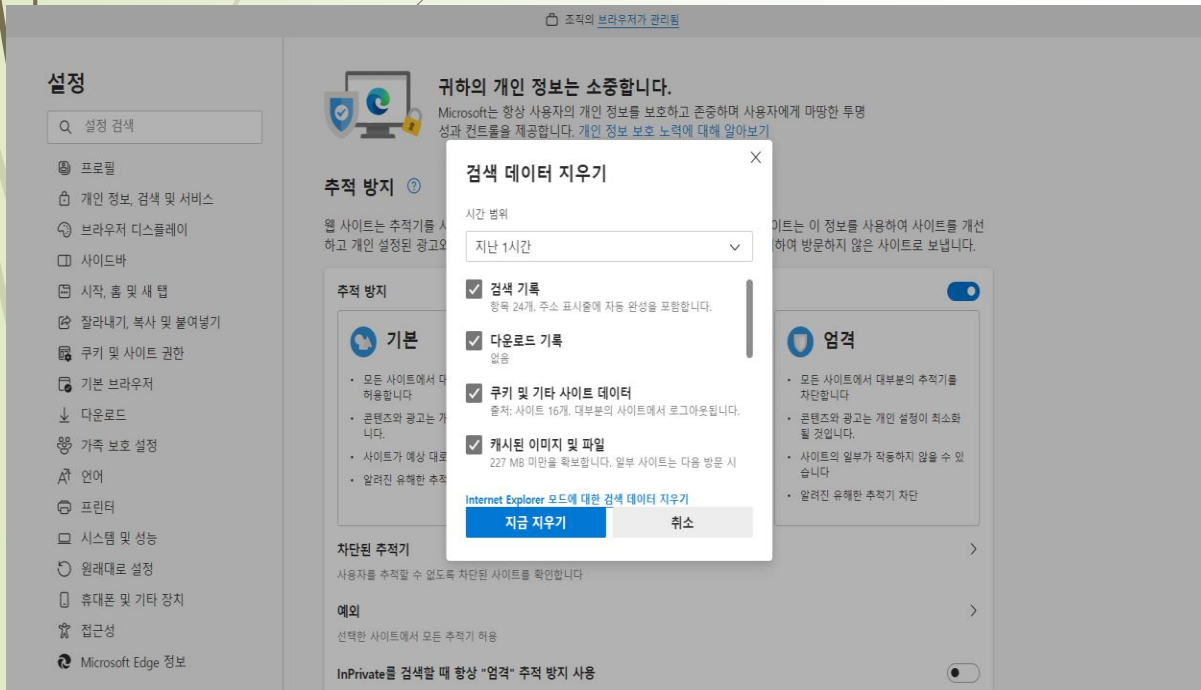 조직의 브라우저가 관리됨
설정
설정 검색
프로필
개인 정보, 검색 및 서비스
브라우저 디스플레이
사이드바
시작, 홈 및 새 탭
잘라내기, 복사 및 붙여넣기
쿠키 및 사이트 권한
기본 브라우저
다운로드
가족 보호 설정
언어
프린터
시스템 및 성능
원래대로 설정
휴대폰 및 기타 장치
접근성
Microsoft Edge 정보
귀하의 개인 정보는 소중합니다.
Microsoft는 항상 사용자의 개인 정보를 보호하고 존중하며 사용자에게 마땅한 투명
성과 컨트롤을 제공합니다. 개인 정보 보호 노력에 대해 알아보기
추적 방지
웹 사이트는 추적기를 이트는 이 정보를 사용하여 사이트를 개선
하고 개인 설정된 하여 방문하지 않은 사이트로 보냅니다.
추적 방지
기본
모든 사이트에서
허용합니다
콘텐츠와 광고는
니다.
사이트가 예상
알려진 유해한
엄격
모든 사이트에서 대부분의 추적기를
차단합니다
콘텐츠와 광고는 개인 설정이 최소화
될 것입니다.
사이트의 일부가 작동하지 않을 수 있
습니다
알려진 유해한 추적기 차단
검색 데이터 지우기
시간 범위
지난 1시간
검색 기록
항목 24개. 주소 표시줄에 자동 완성을 포함합니다.
다운로드 기록
없음
쿠키 및 기타 사이트 데이터
출처: 사이트 16개. 대부분의 사이트에서 로그아웃됩니다.
캐시된 이미지 및 파일
227 MB 미만을 확보합니다. 일부 사이트는 다음 방문 시
Internet Explorer 모드에 대한 검색 데이터 지우기
지금 지우기
취소
차단된 추적기
사용자를 추적할 수 없도록 차단된 사이트를 확인합니다
예외
선택한 사이트에서 모든 추적기 허용
InPrivate를 검색할 때 항상 "엄격" 추적 방지 사용